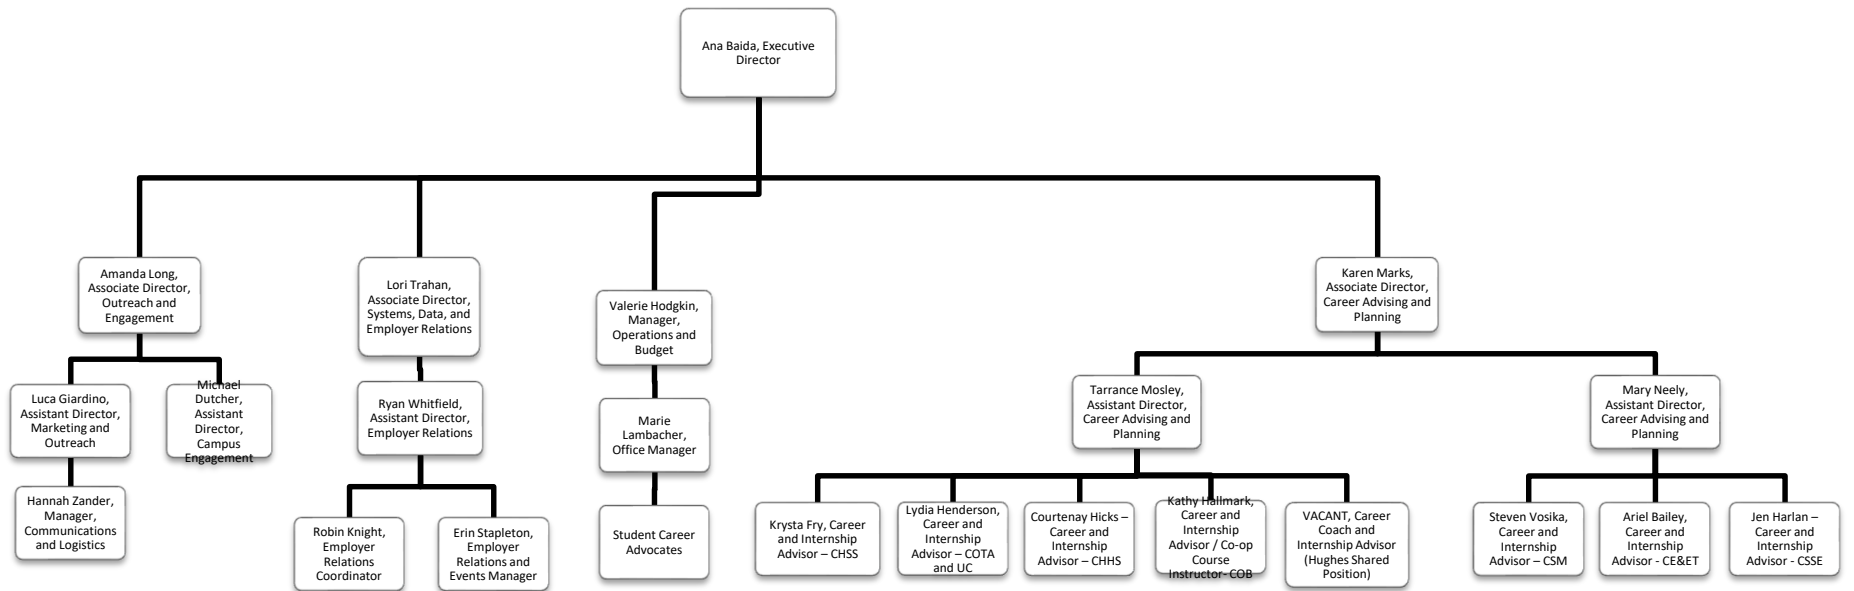 Ana Baida, Executive
Director
Amanda Long,
Associate Director,
Outreach and
Engagement
Lori Trahan,
Associate Director,
Systems, Data, and
Employer Relations
Valerie Hodgkin,
Manager,
Operations and
Budget
Karen Marks,
Associate Director,
Career Advising and
Planning
Luca Giardino,
Assistant Director,
Marketing and
Outreach
Michael
Dutcher,
Assistant
Director,
Campus
Engagement
Ryan Whitfield,
Assistant Director,
Employer Relations
Marie
Lambacher,
Office Manager
Tarrance Mosley,
Assistant Director,
Career Advising and
Planning
Mary Neely,
Assistant Director,
Career Advising and
Planning
Hannah Zander,
Manager,
Communications
and Logistics
Robin Knight,
Employer
Relations
Coordinator
Erin Stapleton,
Employer
Relations and
Events Manager
Student Career
Advocates
Krysta Fry, Career
and Internship
Advisor – CHSS
Lydia Henderson,
Career and
Internship
Advisor – COTA
and UC
Courtenay Hicks –
Career and
Internship
Advisor – CHHS
Kathy Hallmark,
Career and
Internship
Advisor / Co-op
Course
Instructor- COB
VACANT, Career
Coach and
Internship Advisor
(Hughes Shared
Position)
Steven Vosika,
Career and
Internship
Advisor – CSM
Ariel Bailey,
Career and
Internship
Advisor - CE&ET
Jen Harlan –
Career and
Internship
Advisor - CSSE